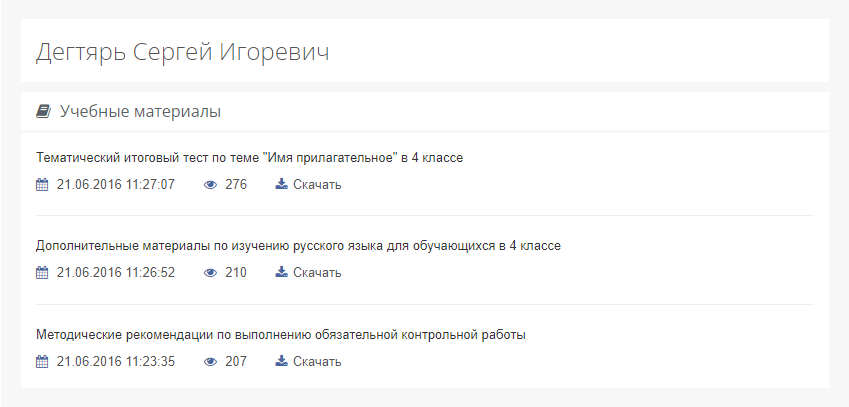 Дегтярь Сергей Игоревич
Учебные материалы
Тематический итоговый тест по теме "Имя прилагательное" в 4 классе
21.06.2016 11:27:07 276 Скачать
Дополнительные материалы по изучению русского языка для обучающихся в 4 классе
21.06.2016 11:26:52 210 Скачать
Методические рекомендации по выполнению обязательной контрольной работы
21.06.2016 11:23:35 207 Скачать